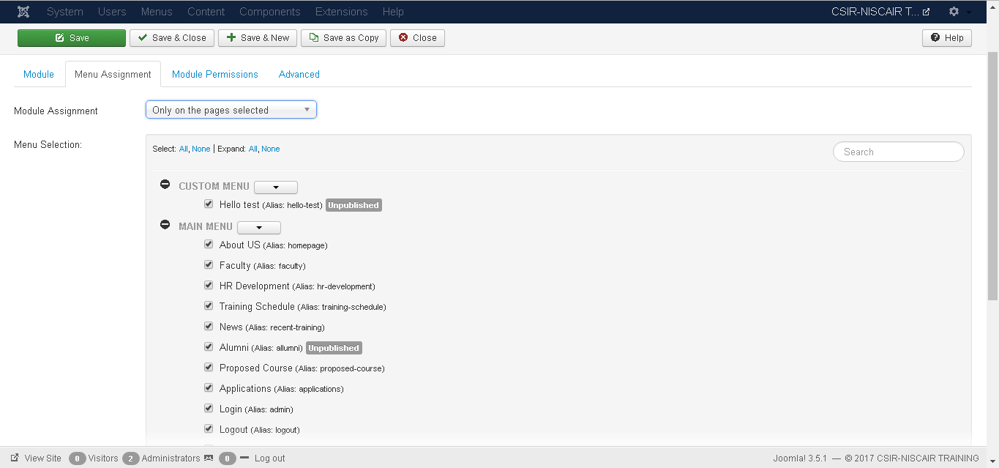 System Users Menus Content Components Extensions Help CSIR-NISCAIR T...
Save Save & Close Save & New Save as Copy Close Help
Module Menu Assignment Module Permissions Advanced
Module Assignment Only on the pages selected
Menu Selection: Select: All, None | Expand: All, None Search
CUSTOM MENU
Hello test (Alias: hello-test) Unpublished
MAIN MENU
About US (Alias: homepage)
Faculty (Alias: faculty)
HR Development (Alias: hr-development)
Training Schedule (Alias: training-schedule)
News (Alias: recent-training)
Alumni (Alias: allumni) Unpublished
Proposed Course (Alias: proposed-course)
Applications (Alias: applications)
Login (Alias: admin)
Logout (Alias: logout)
View Site 0 Visitors 2 Administrators 0 Log out Joomla! 3.5.1 — © 2017 CSIR-NISCAIR TRAINING